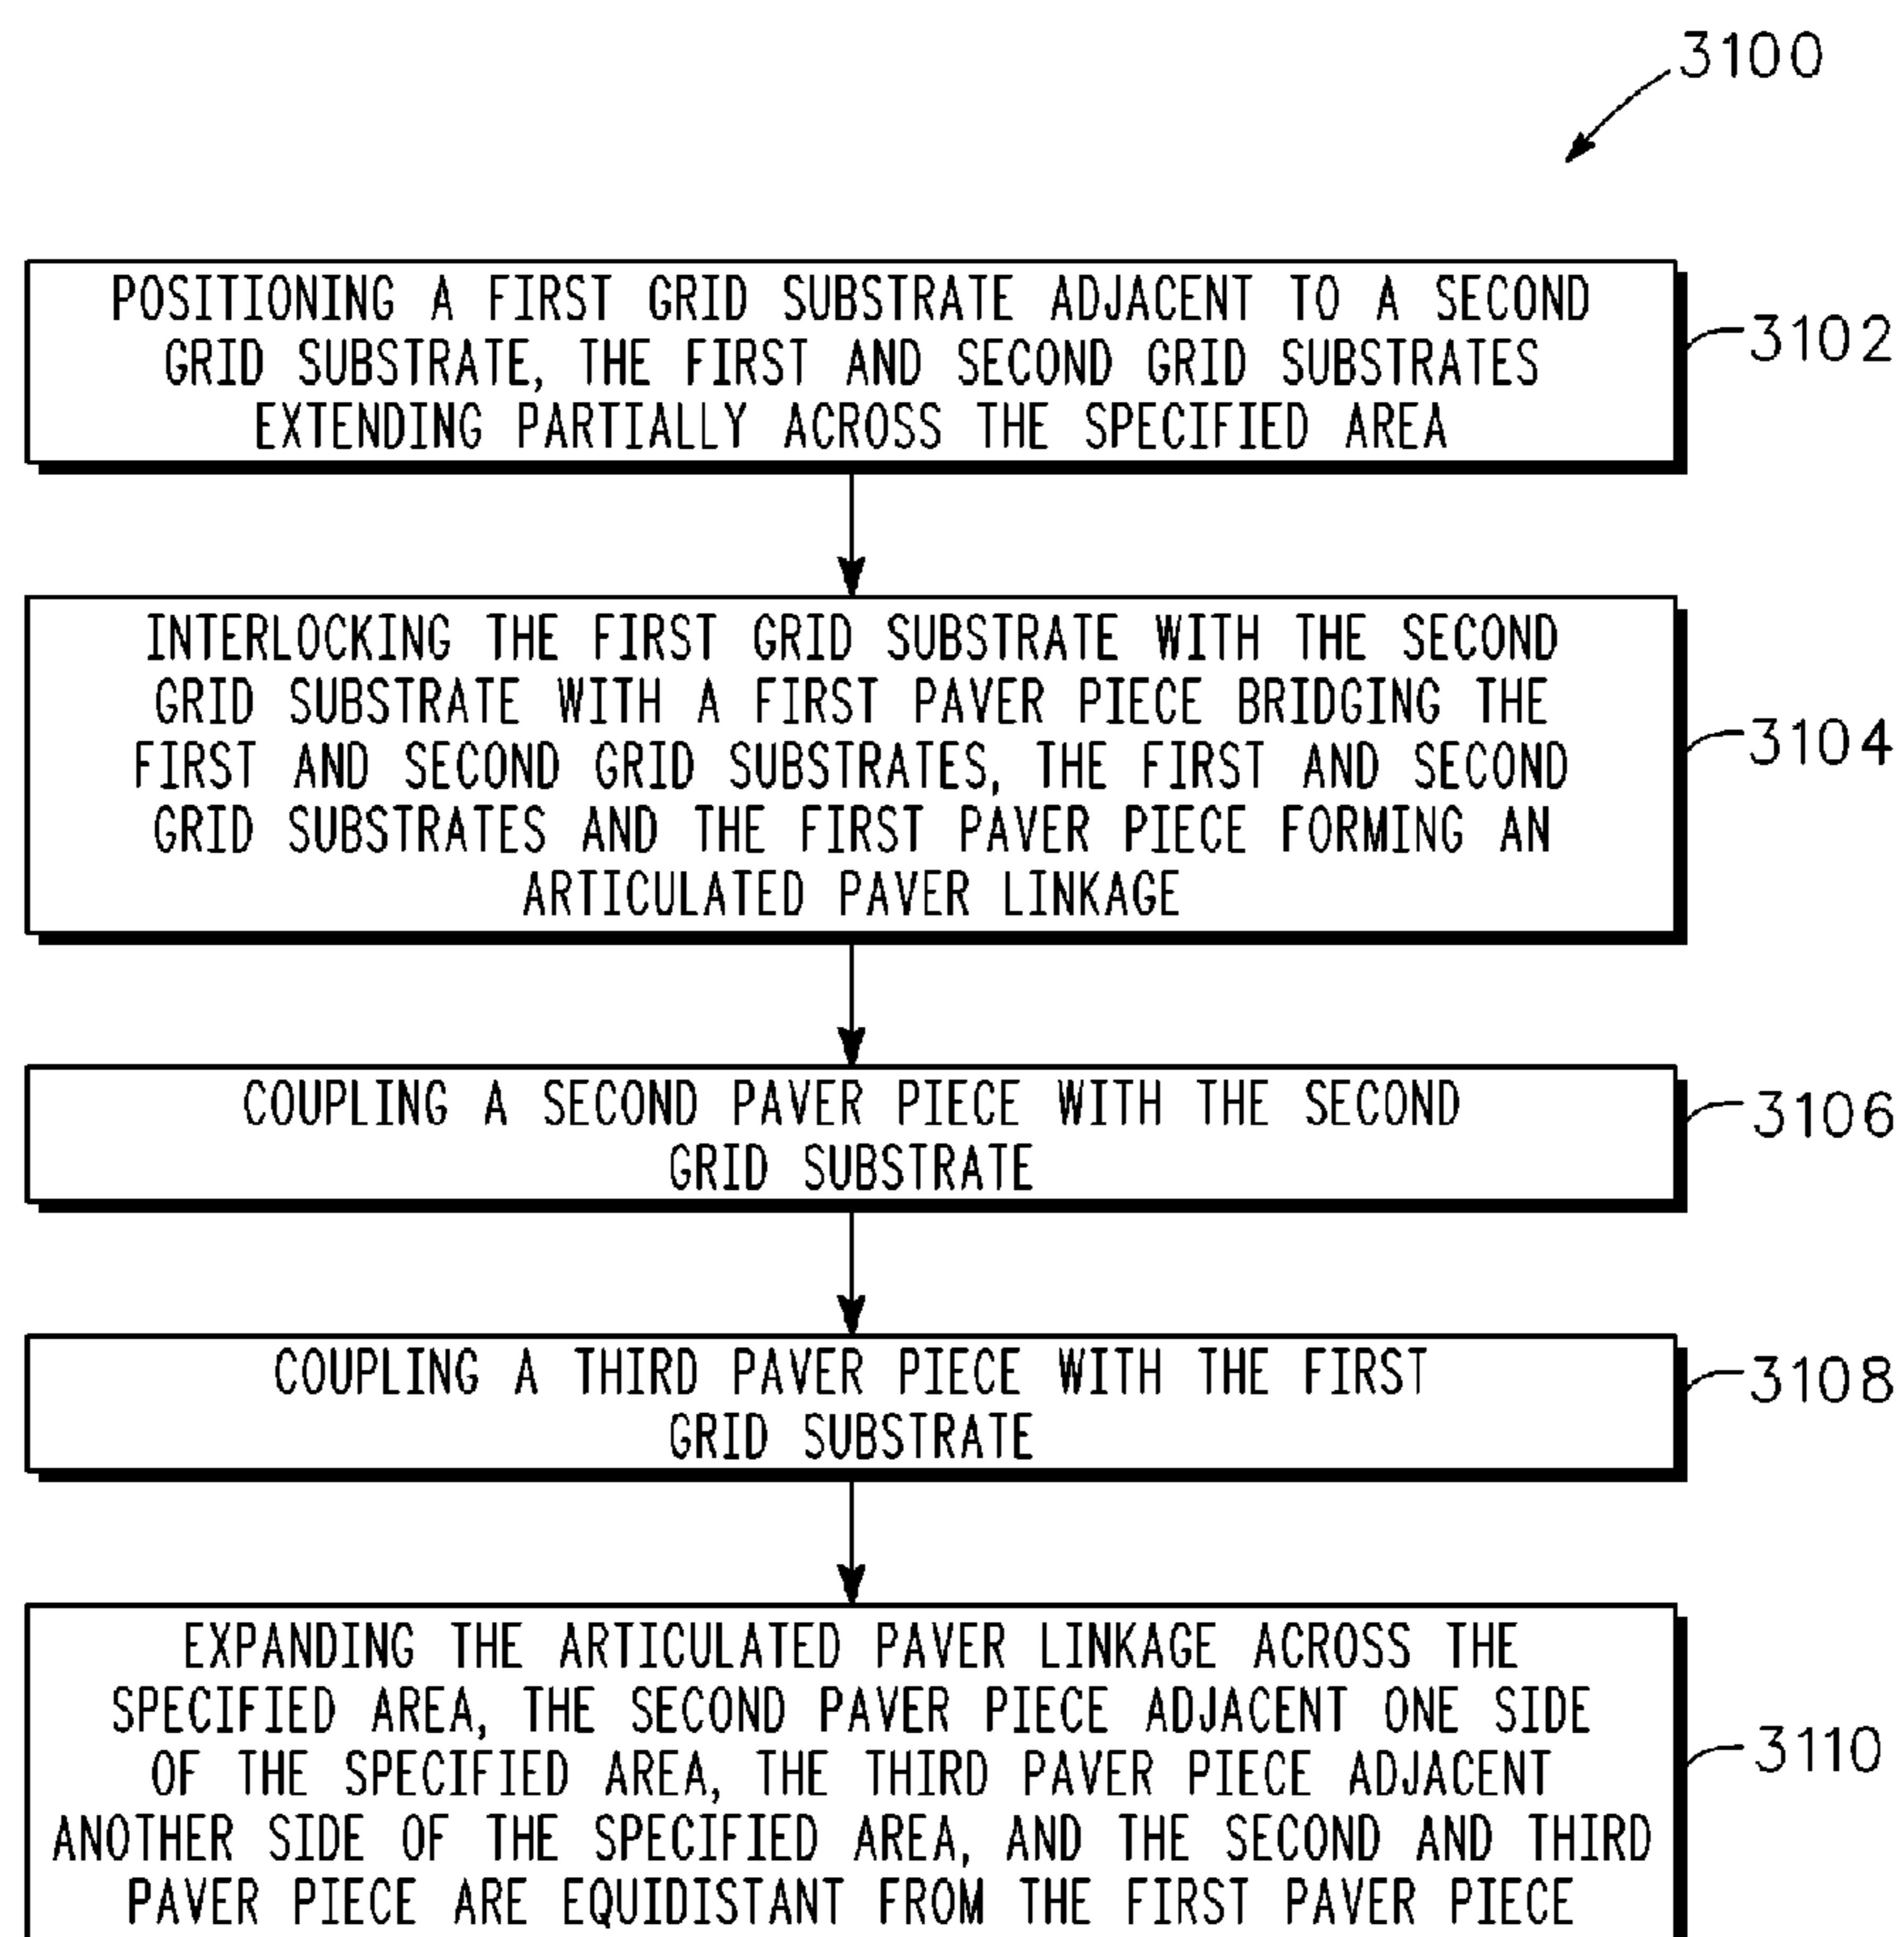 3100
POSITIONING A FIRST GRID SUBSTRATE ADJACENT TO A SECOND
GRID SUBSTRATE, THE FIRST AND SECOND GRID SUBSTRATES
EXTENDING PARTIALLY ACROSS THE SPECIFIED AREA
3102
INTERLOCKING THE FIRST GRID SUBSTRATE WITH THE SECOND
GRID SUBSTRATE WITH A FIRST PAVER PIECE BRIDGING THE
FIRST AND SECOND GRID SUBSTRATES, THE FIRST AND SECOND
GRID SUBSTRATES AND THE FIRST PAVER PIECE FORMING AN
ARTICULATED PAVER LINKAGE
3104
COUPLING A SECOND PAVER PIECE WITH THE SECOND
GRID SUBSTRATE
3106
COUPLING A THIRD PAVER PIECE WITH THE FIRST
GRID SUBSTRATE
3108
EXPANDING THE ARTICULATED PAVER LINKAGE ACROSS THE
SPECIFIED AREA, THE SECOND PAVER PIECE ADJACENT ONE SIDE
OF THE SPECIFIED AREA, THE THIRD PAVER PIECE ADJACENT
ANOTHER SIDE OF THE SPECIFIED AREA, AND THE SECOND AND THIRD
PAVER PIECE ARE EQUIDISTANT FROM THE FIRST PAVER PIECE
3110